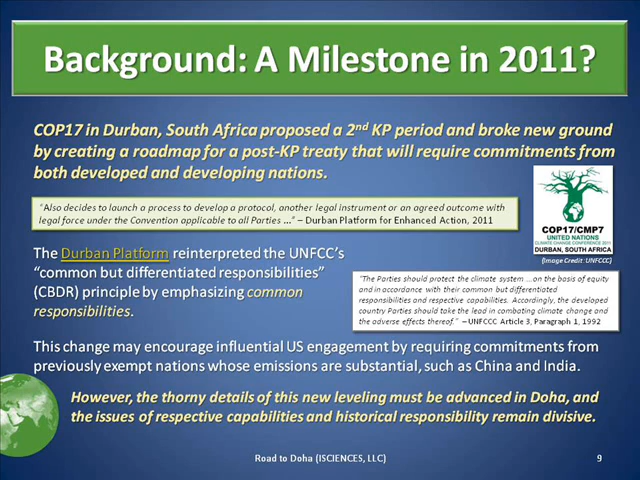 Background: A Milestone in 2011?
COP17 in Durban, South Africa proposed a 2nd KP period and broke new ground
by creating a roadmap for a post-KP treaty that will require commitments from
both developed and developing nations.
"Also decides to launch a process to develop a protocol, another legal instrument or an agreed outcome with
legal force under the Convention applicable to all Parties ..." – Durban Platform for Enhanced Action, 2011
COP17/CMP7
UNITED NATIONS
CLIMATE CHANGE CONFERENCE 2011
DURBAN, SOUTH AFRICA
(Image Credit: UNFCCC)
The Durban Platform reinterpreted the UNFCC's
"common but differentiated responsibilities"
(CBDR) principle by emphasizing common
responsibilities.
"The Parties should protect the climate system ...on the basis of equity
and in accordance with their common but differentiated
responsibilities and respective capabilities. Accordingly, the developed
country Parties should take the lead in combating climate change and
the adverse effects thereof." – UNFCCC Article 3, Paragraph 1, 1992
This change may encourage influential US engagement by requiring commitments from
previously exempt nations whose emissions are substantial, such as China and India.
However, the thorny details of this new leveling must be advanced in Doha, and
the issues of respective capabilities and historical responsibility remain divisive.
Road to Doha (ISCIENCES, LLC)
9